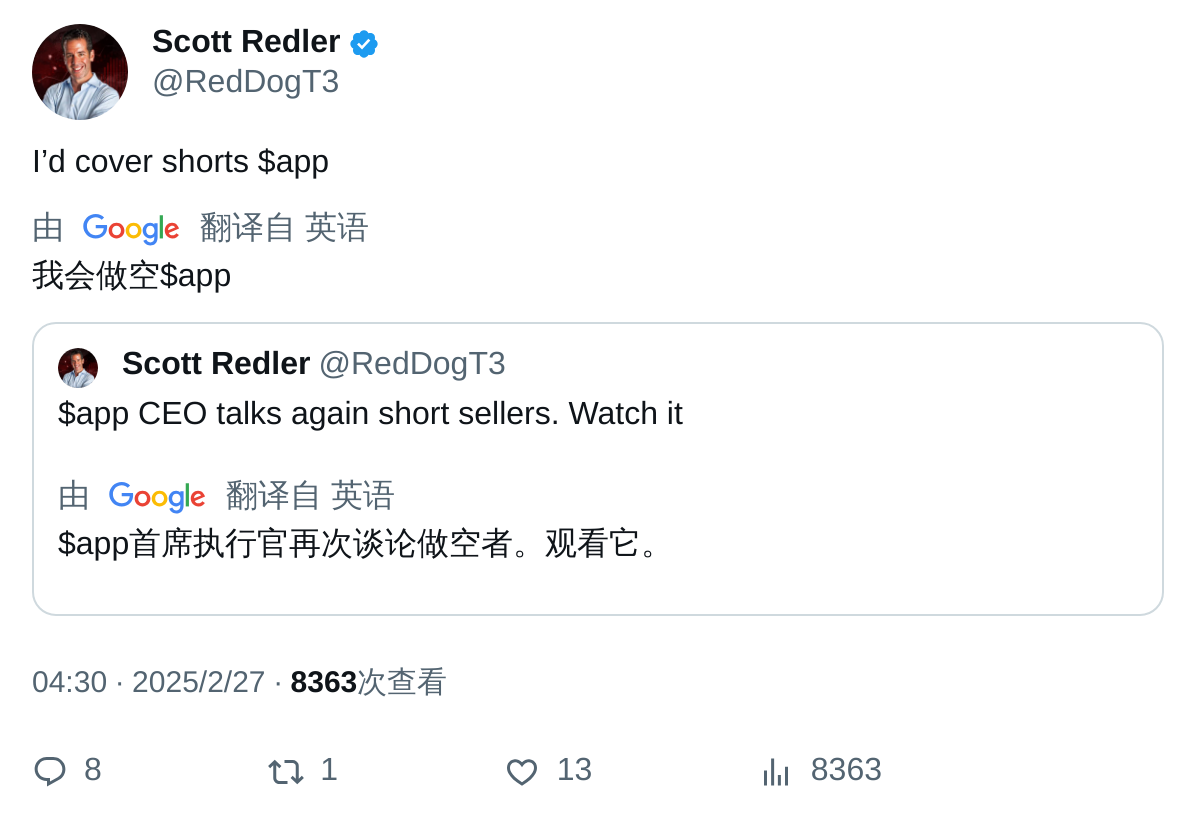 Scott Redler
@RedDogT3
I’d cover shorts $app
由 Google 翻译自 英语
我会做空$app
Scott Redler @RedDogT3
$app CEO talks again short sellers. Watch it
由 Google 翻译自 英语
$app首席执行官再次谈论做空者。观看它。
04:30 · 2025/2/27 · 8363次查看
8 1 13 8363